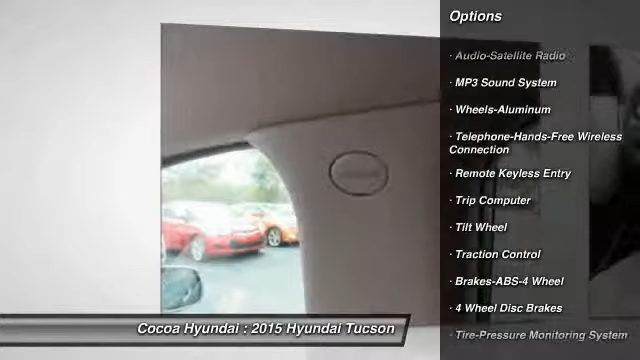 Options
· Audio-Satellite Radio
· MP3 Sound System
· Wheels-Aluminum
· Telephone-Hands-Free Wireless
Connection
· Remote Keyless Entry
· Trip Computer
· Tilt Wheel
· Traction Control
· Brakes-ABS-4 Wheel
· 4 Wheel Disc Brakes
· Tire-Pressure Monitoring System
Cocoa Hyundai : 2015 Hyundai Tucson